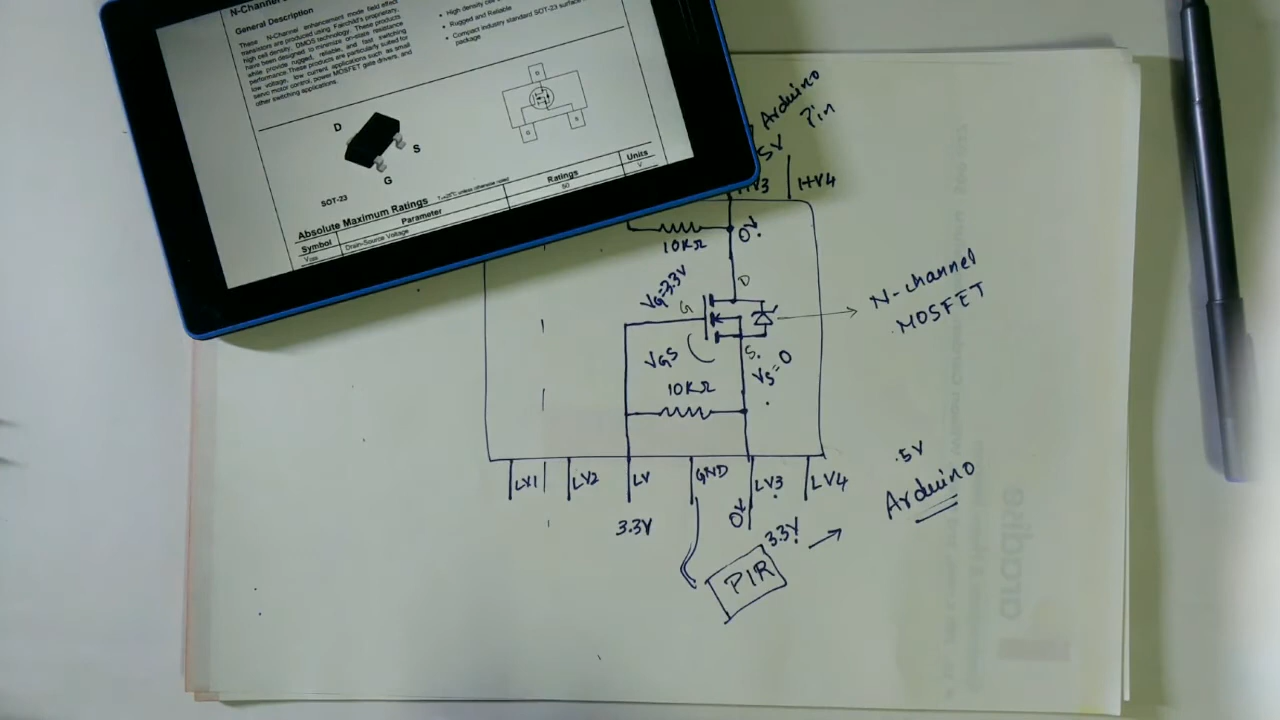 N-Channel
General Description
These N-Channel enhancement mode field effect
transistors are produced using Fairchild's proprietary,
high cell density, DMOS technology. These products
have been designed to minimize on-state resistance
while provide rugged, reliable, and fast switching
performance. These products are particularly suited for
low voltage, low current applications such as small
servo motor control, power MOSFET gate drivers, and
other switching applications.
High density cell
Rugged and Reliable
Compact industry standard SOT-23 surface
package
D
S
G
SOT-23
D
G
S
Absolute Maximum Ratings
Symbol Parameter Ratings Units
VDSS Drain-Source Voltage 50 V
Arduino
Pin
5V
HV3
HV4
10KΩ
0V
VG=3.3V
D
G
N-channel
MOSFET
VGS
S
VS=0
10KΩ
LV1
LV2
LV
GND
LV3
LV4
3.3V
0V
3.3V
PIR
5V
Arduino